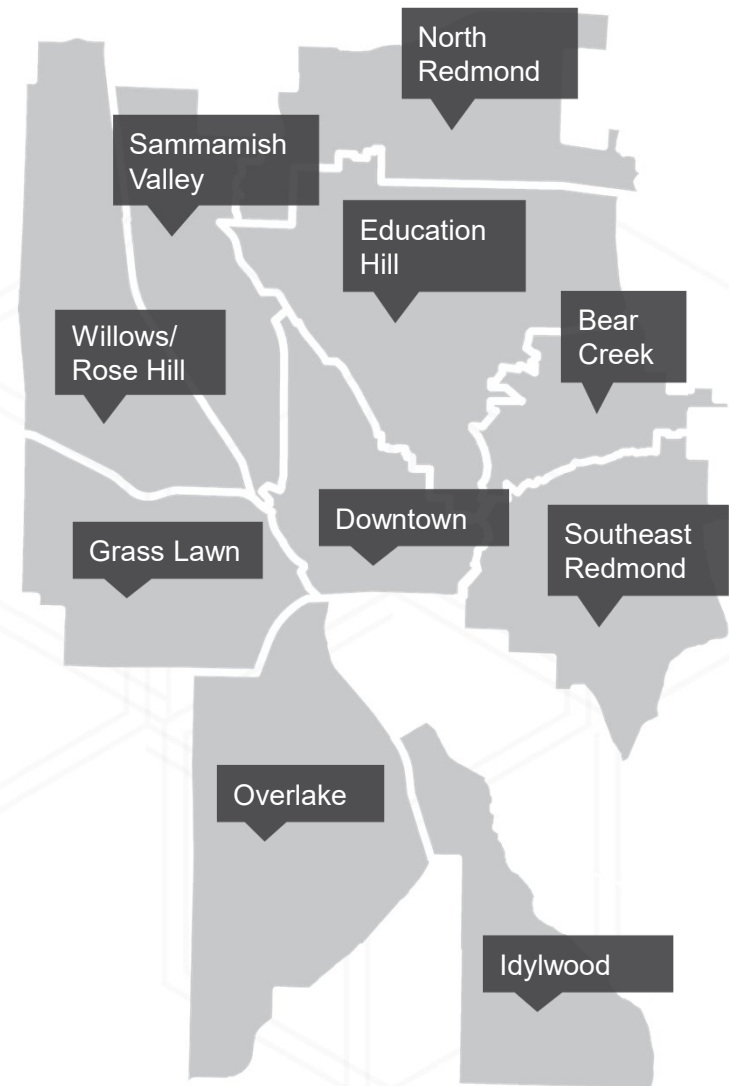 North
Redmond
Sammamish
Valley
Education
Hill
Bear
Creek
Willows/
Rose Hill
Downtown
Southeast
Redmond
Grass Lawn
Overlake
Idylwood